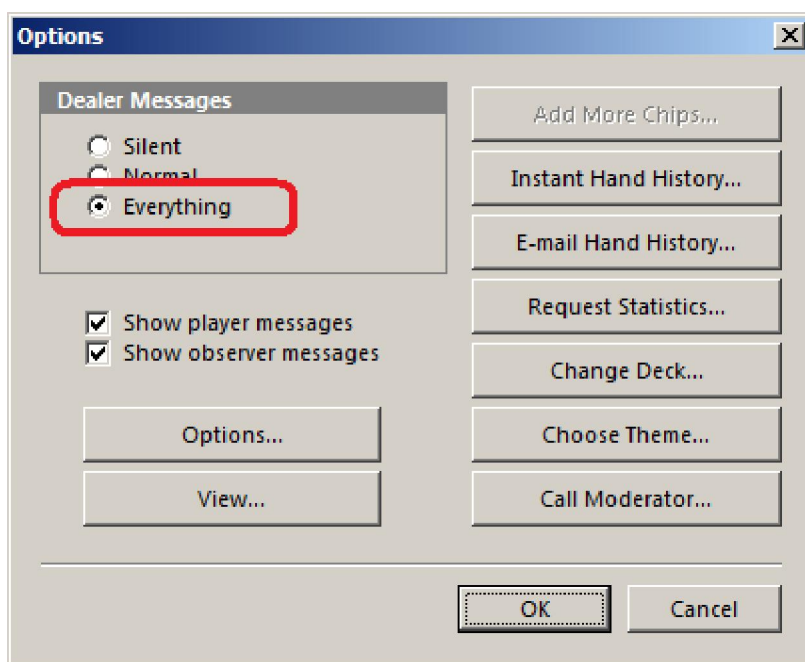 Options
Dealer Messages
Silent
Normal
Everything
Show player messages
Show observer messages
Options...
View...
Add More Chips...
Instant Hand History...
E-mail Hand History...
Request Statistics...
Change Deck...
Choose Theme...
Call Moderator...
OK
Cancel